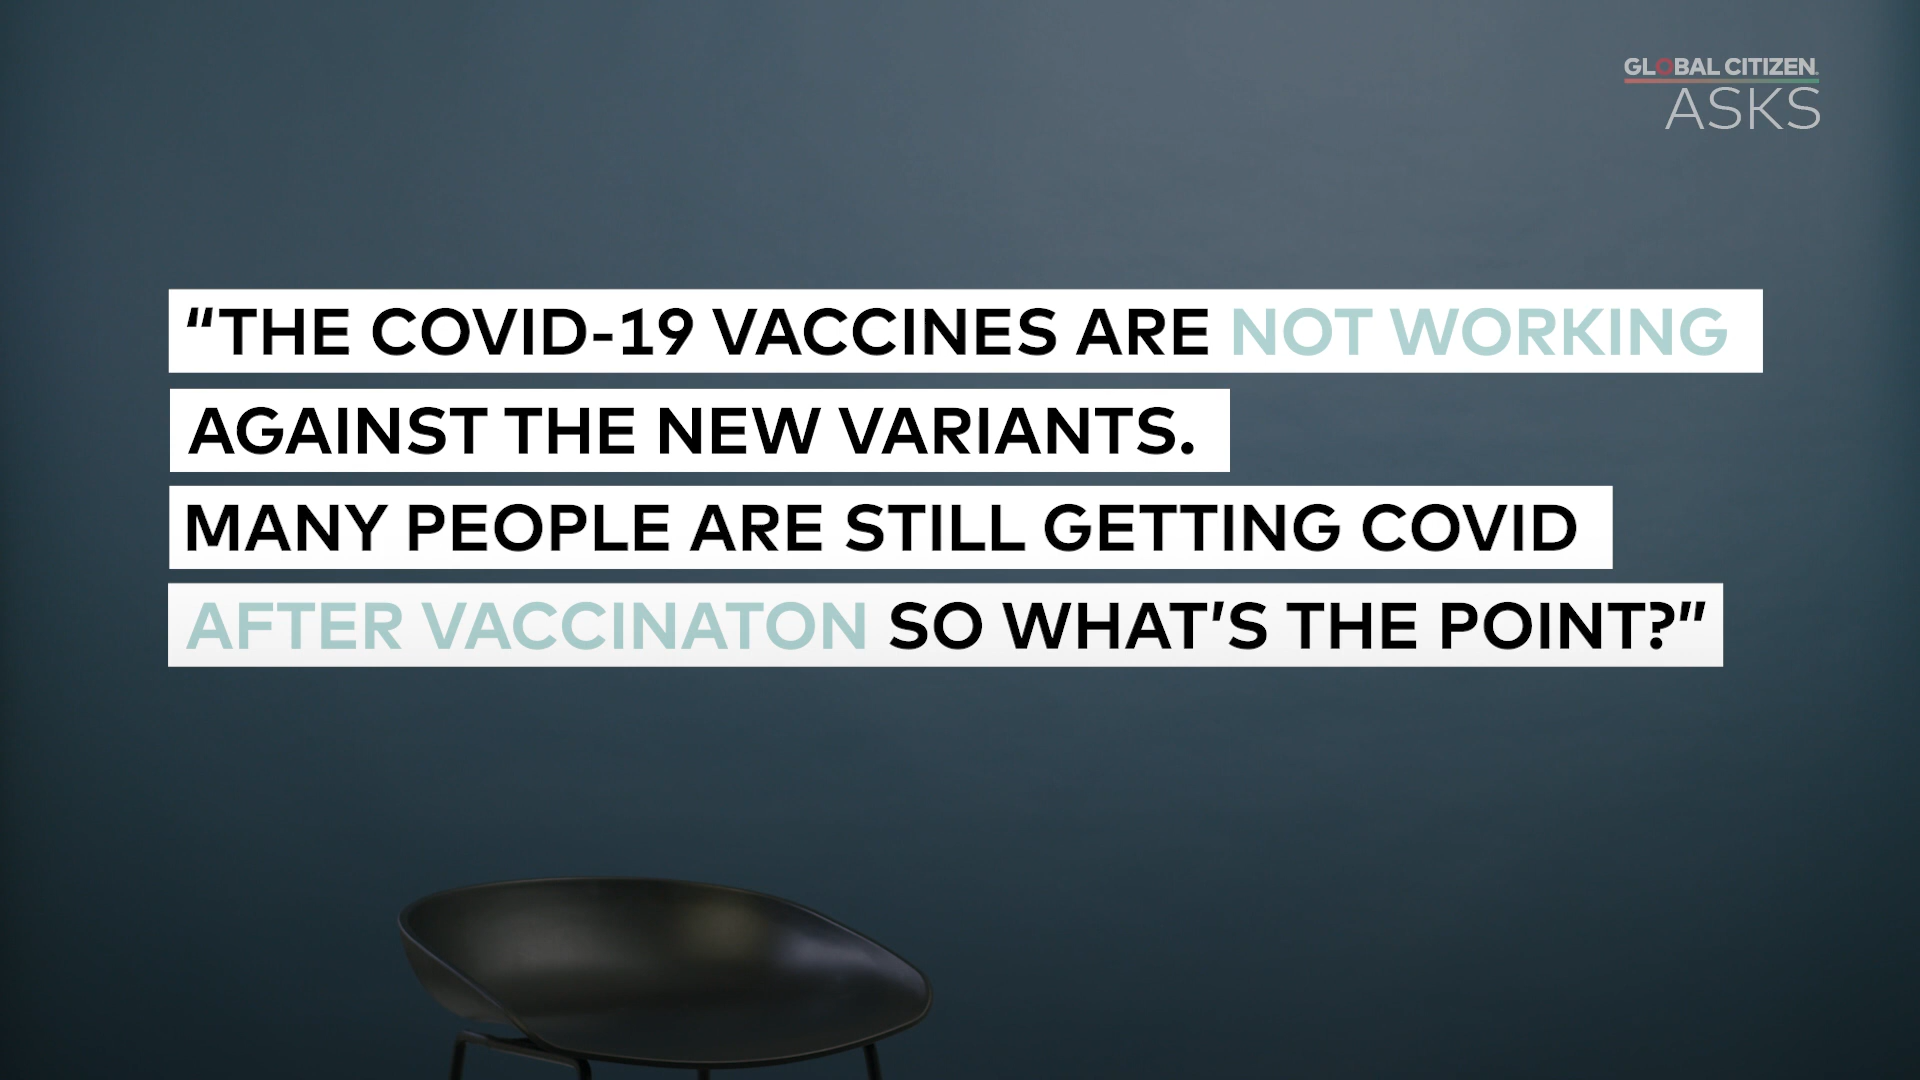 GLOBAL CITIZEN.
ASKS
“THE COVID-19 VACCINES ARE NOT WORKING
AGAINST THE NEW VARIANTS.
MANY PEOPLE ARE STILL GETTING COVID
AFTER VACCINATON SO WHAT’S THE POINT?”